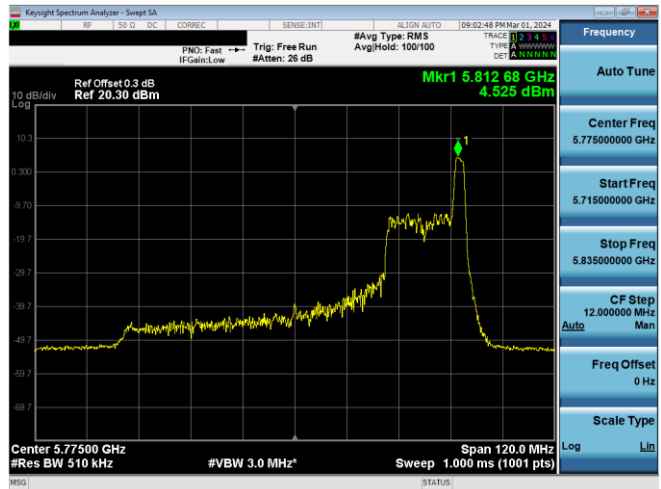 Keysight Spectrum Analyzer - Swept SA
RF 50 Ω DC CORREC SENSE:INT ALIGN AUTO 09:02:48 PM Mar 01, 2024
#Avg Type: RMS
TRACE 1 2 3 4 5 6
PNO: Fast Trig: Free Run Avg|Hold: 100/100
TYPE A WWWWW
IFGain:Low #Atten: 26 dB
DET A N N N N N
Mkr1 5.812 68 GHz
4.525 dBm
Ref Offset 0.3 dB
10 dB/div Ref 20.30 dBm
Log
1
10.3
0.300
-9.70
-19.7
-29.7
-39.7
-49.7
-59.7
-69.7
Center 5.77500 GHz Span 120.0 MHz
#Res BW 510 kHz #VBW 3.0 MHz* Sweep 1.000 ms (1001 pts)
MSG STATUS
Frequency
Auto Tune
Center Freq
5.775000000 GHz
Start Freq
5.715000000 GHz
Stop Freq
5.835000000 GHz
CF Step
12.000000 MHz
Auto Man
Freq Offset
0 Hz
Scale Type
Log Lin